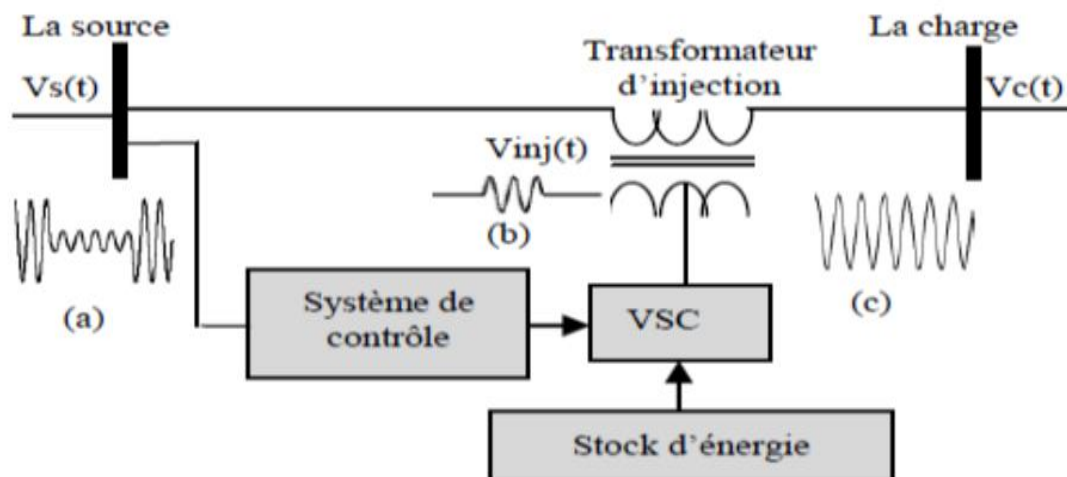 La source
Transformateur
d'injection
La charge
Vs(t)
Vc(t)
Vinj(t)
(a)
(b)
(c)
Système de
contrôle
VSC
Stock d'énergie